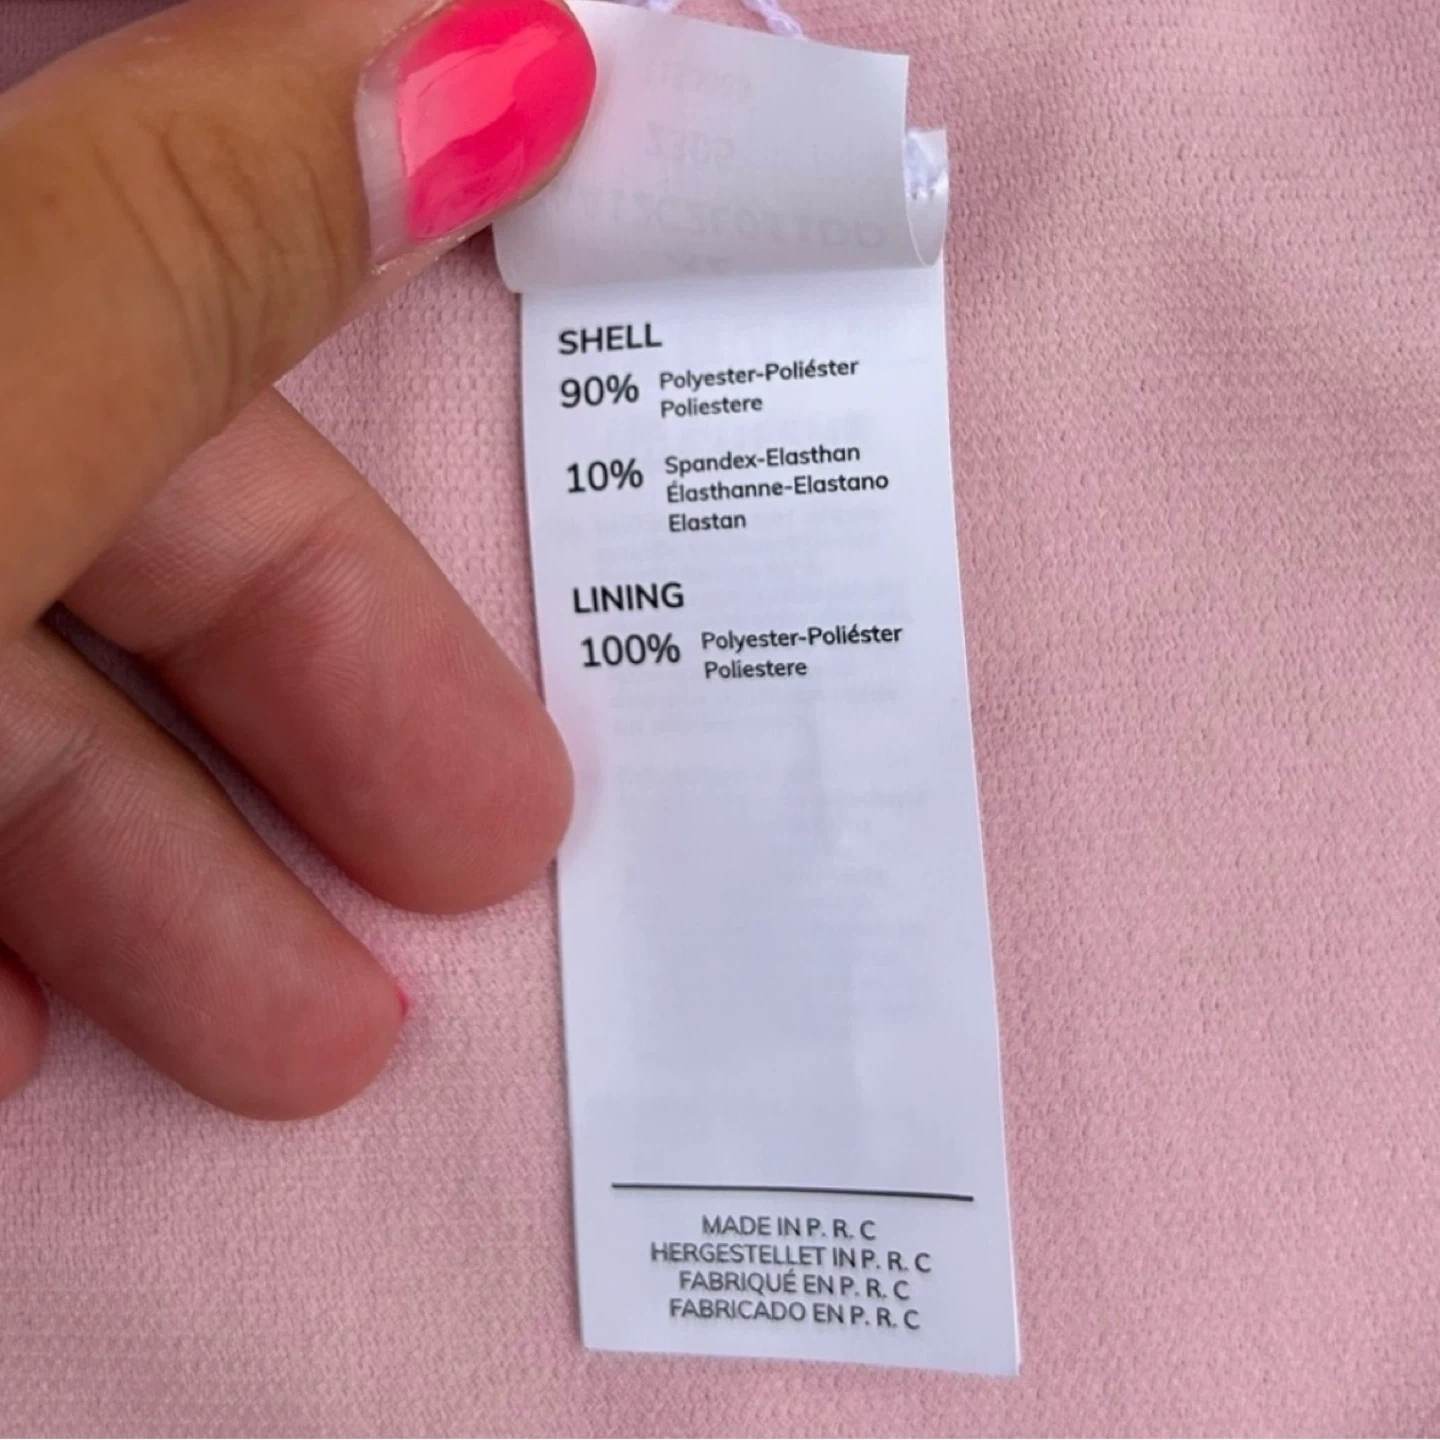 SHELL
90% Polyester-Poliéster
Poliestere
10% Spandex-Elasthan
Élasthanne-Elastano
Elastan
LINING
100% Polyester-Poliéster
Poliestere
MADE IN P. R. C
HERGESTELLET IN P. R. C
FABRIQUÉ EN P. R. C
FABRICADO EN P. R. C